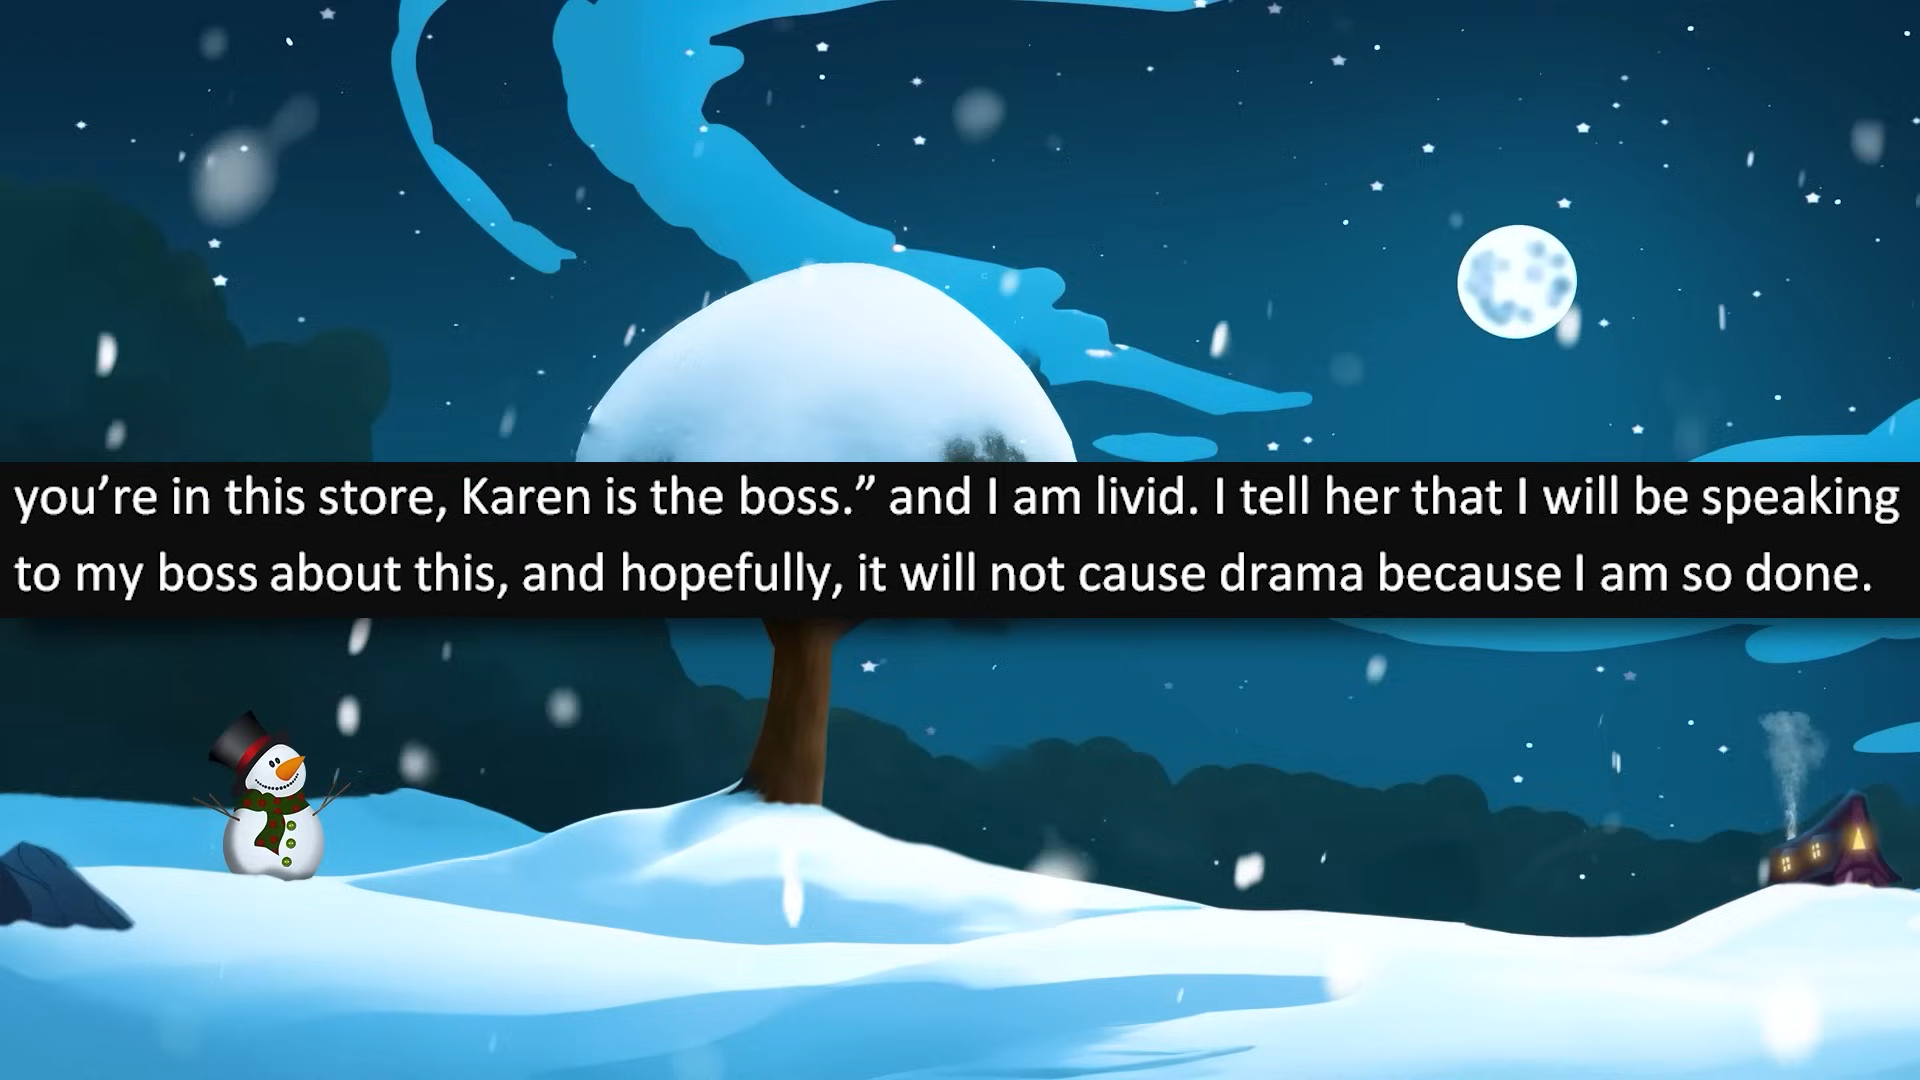 you’re in this store, Karen is the boss.” and I am livid. I tell her that I will be speaking
to my boss about this, and hopefully, it will not cause drama because I am so done.